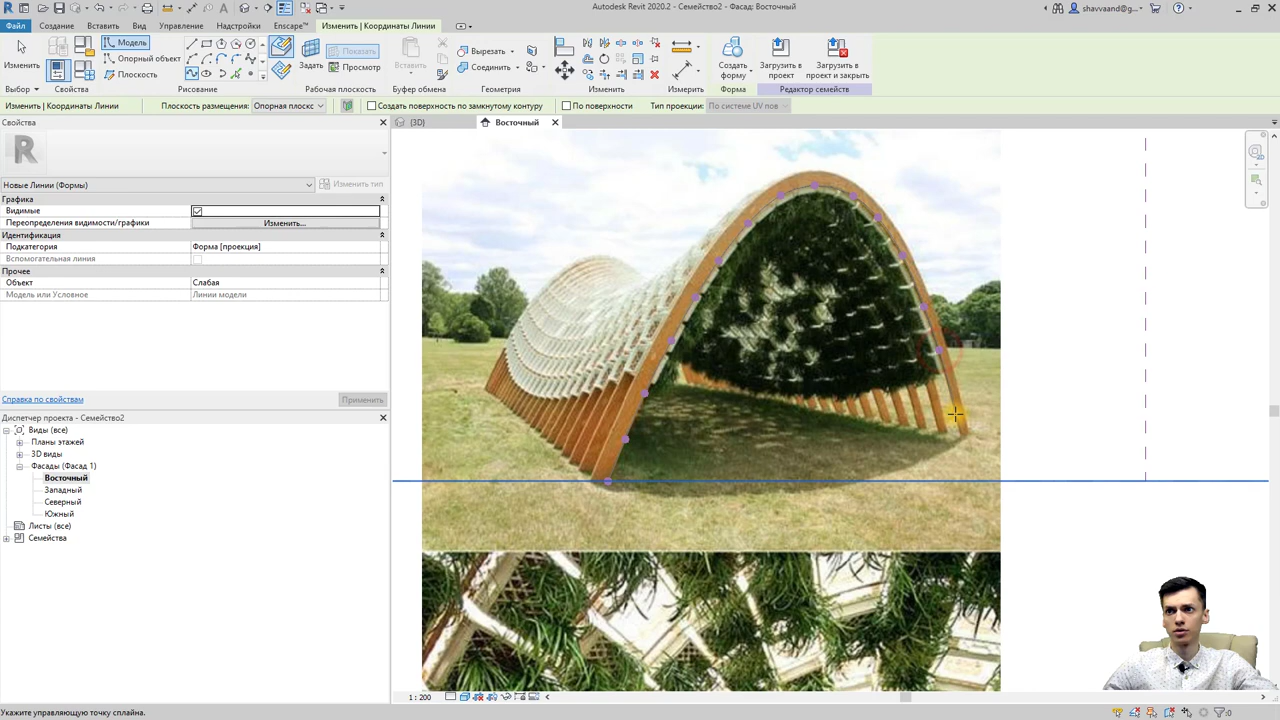 Autodesk Revit 2020.2 - Семейство2 - Фасад: Восточный
shavvaand@g...
Файл Создание Вставить Вид Управление Надстройки Enscape™ Изменить | Координаты Линии
Изменить
Модель
Опорный объект
Плоскость
Задать
Показать
Просмотр
Вставить
Вырезать
Соединить
Создать форму
Загрузить в проект
Загрузить в проект и закрыть
Выбор Свойства Рисование Рабочая плоскость Буфер обмена Геометрия Изменить Измерить Форма Редактор семейств
Изменить | Координаты Линии Плоскость размещения: Опорная плоскс Создать поверхность по замкнутому контуру По поверхности Тип проекции: По системе UV пов
Свойства
{3D} Восточный
R
Новые Линии (Формы) Изменить тип
Графика
Видимые
Переопределения видимости/графики Изменить...
Идентификация
Подкатегория Форма [проекция]
Вспомогательная линия
Прочее
Объект Слабая
Модель или Условное Линии модели
Справка по свойствам Применить
Диспетчер проекта - Семейство2
Виды (все)
Планы этажей
3D виды
Фасады (Фасад 1)
Восточный
Западный
Северный
Южный
Листы (все)
Семейства
1 : 200
Укажите управляющую точку сплайна.
:0